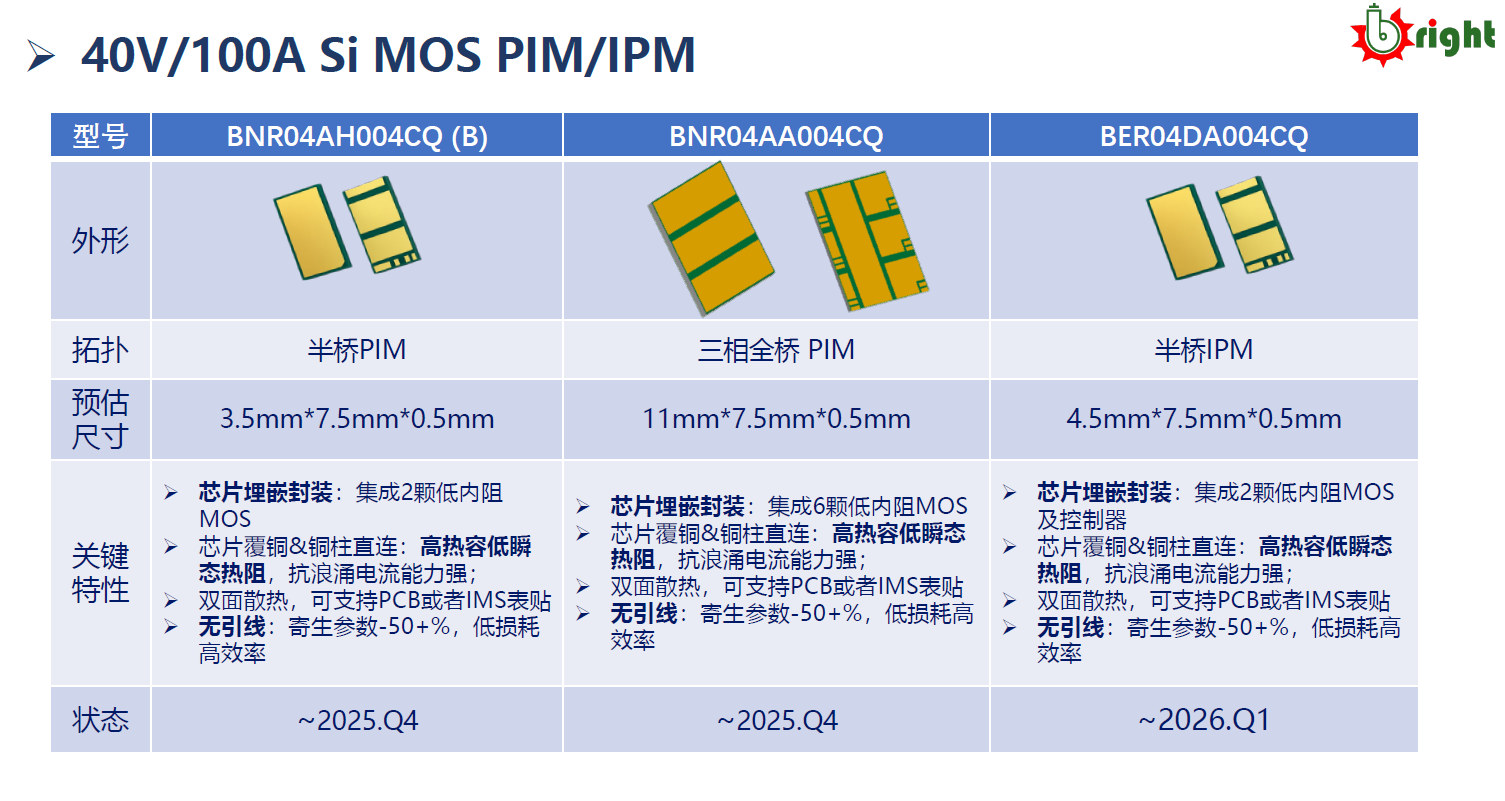 40V/100A Si MOS PIM/IPM
bright
型号
BNR04AH004CQ (B)
BNR04AA004CQ
BER04DA004CQ
外形
拓扑
半桥PIM
三相全桥 PIM
半桥IPM
预估
尺寸
3.5mm*7.5mm*0.5mm
11mm*7.5mm*0.5mm
4.5mm*7.5mm*0.5mm
关键
特性
芯片埋嵌封装：集成2颗低内阻
MOS
芯片覆铜&铜柱直连：高热容低瞬
态热阻，抗浪涌电流能力强；
双面散热，可支持PCB或者IMS表贴
无引线：寄生参数-50+%，低损耗
高效率
芯片埋嵌封装：集成6颗低内阻MOS
芯片覆铜&铜柱直连：高热容低瞬态
热阻，抗浪涌电流能力强；
双面散热，可支持PCB或者IMS表贴
无引线：寄生参数-50+%，低损耗高
效率
芯片埋嵌封装：集成2颗低内阻MOS
及控制器
芯片覆铜&铜柱直连：高热容低瞬态
热阻，抗浪涌电流能力强；
双面散热，可支持PCB或者IMS表贴
无引线：寄生参数-50+%，低损耗高
效率
状态
~2025.Q4
~2025.Q4
~2026.Q1